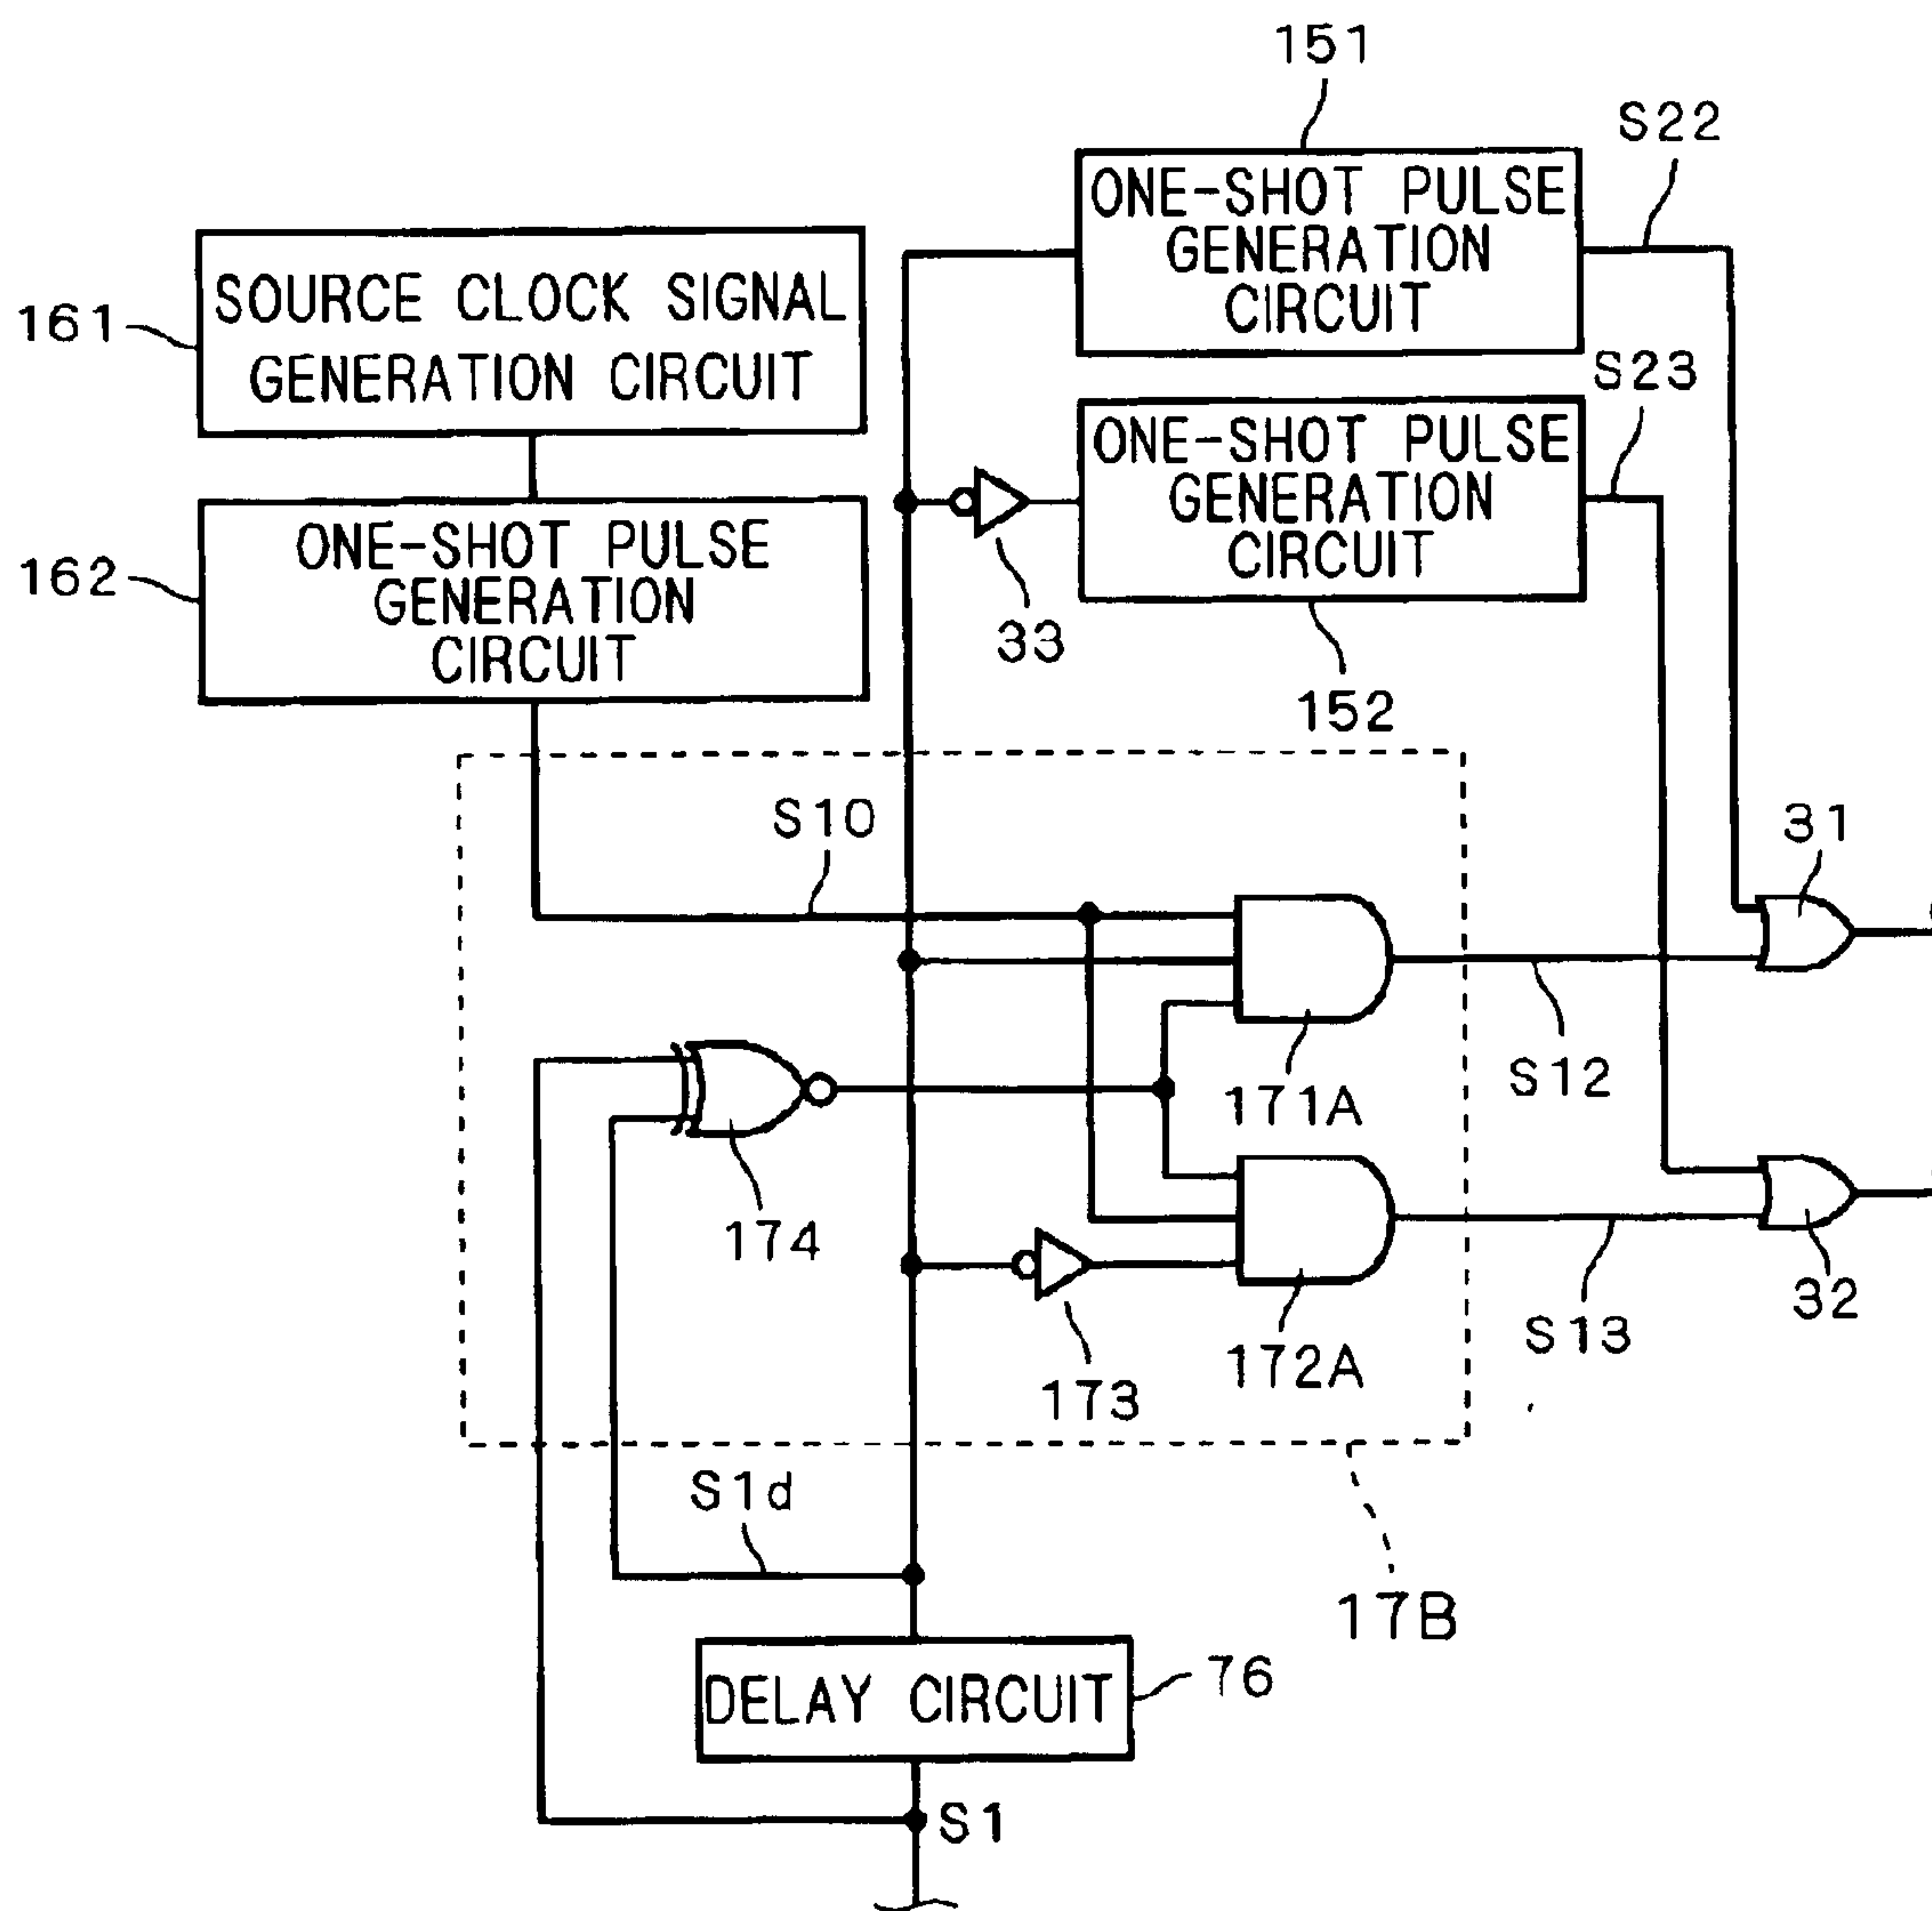 151
S22
ONE-SHOT PULSE
GENERATION
CIRCUIT
SOURCE CLOCK SIGNAL
GENERATION CIRCUIT
161
S23
ONE-SHOT PULSE
GENERATION
CIRCUIT
ONE-SHOT PULSE
GENERATION
CIRCUIT
162
33
152
S10
31
171A
S12
174
172A
S13
32
173
S1d
17B
DELAY CIRCUIT
76
S1